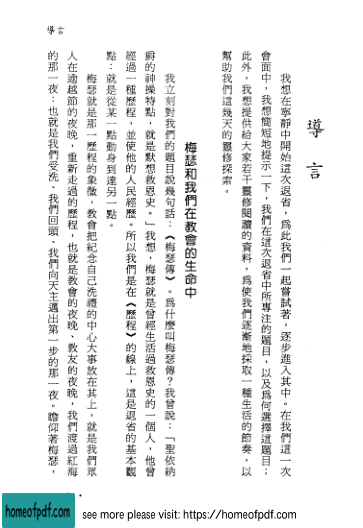 導言
導言
我想在寧靜中開始這次退省，爲此我們一起嘗試著，逐步進入其中。在我們這一次
會面中，我想簡短地提示一下，我們在這次退省中所專注的題目，以及爲何選擇這題目；
此外，我想提供給大家若干靈修閱讀的資料，爲使我們逐漸地採取一種生活的節奏，以
幫助我們這幾天的靈修探索。
梅瑟和我們在教會的生命中
我立刻對我們的題目說幾句話：《梅瑟傳》。爲什麼叫梅瑟傳？我曾說：「聖依納
爵的神操特點，就是默想救恩史。」我想，梅瑟就是曾經生活過救恩史的一個人，他曾
經過一種歷程，並使他的人民經歷。所以我們是在《歷程》的線上，這是退省的基本觀
點：就是從某一點動身到達另一點。
梅瑟就是那一歷程的象徵，教會把紀念自己洗禮的中心大事放在其上，就是我們眾
人在逾越節的夜晚，重新走過的歷程，也就是教會的夜晚、教友的夜晚，我們渡過紅海
的那一夜：也就是我們受洗、我們回頭、我們向天主邁出第一步的那一夜。瞻仰著梅瑟，
homeofpdf.com
see more please visit: https://homeofpdf.com